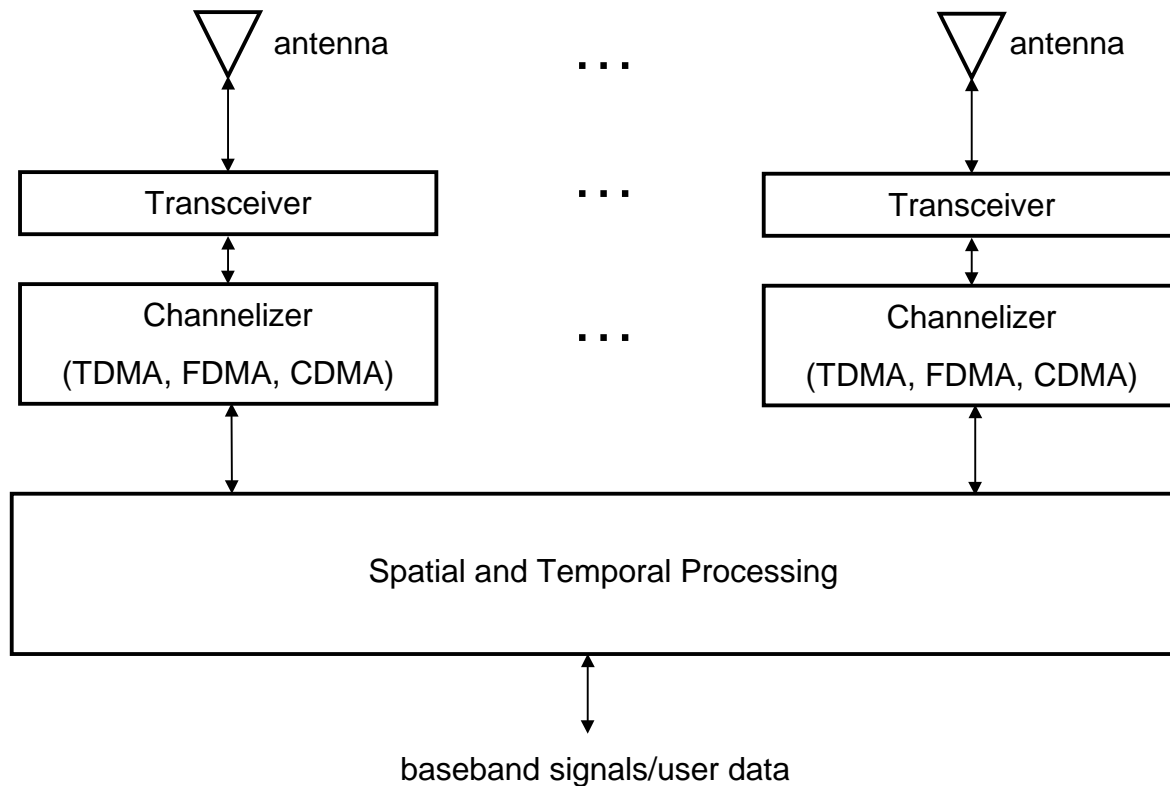 antenna
...
antenna
Transceiver
...
Transceiver
Channelizer
(TDMA, FDMA, CDMA)
...
Channelizer
(TDMA, FDMA, CDMA)
Spatial and Temporal Processing
baseband signals/user data